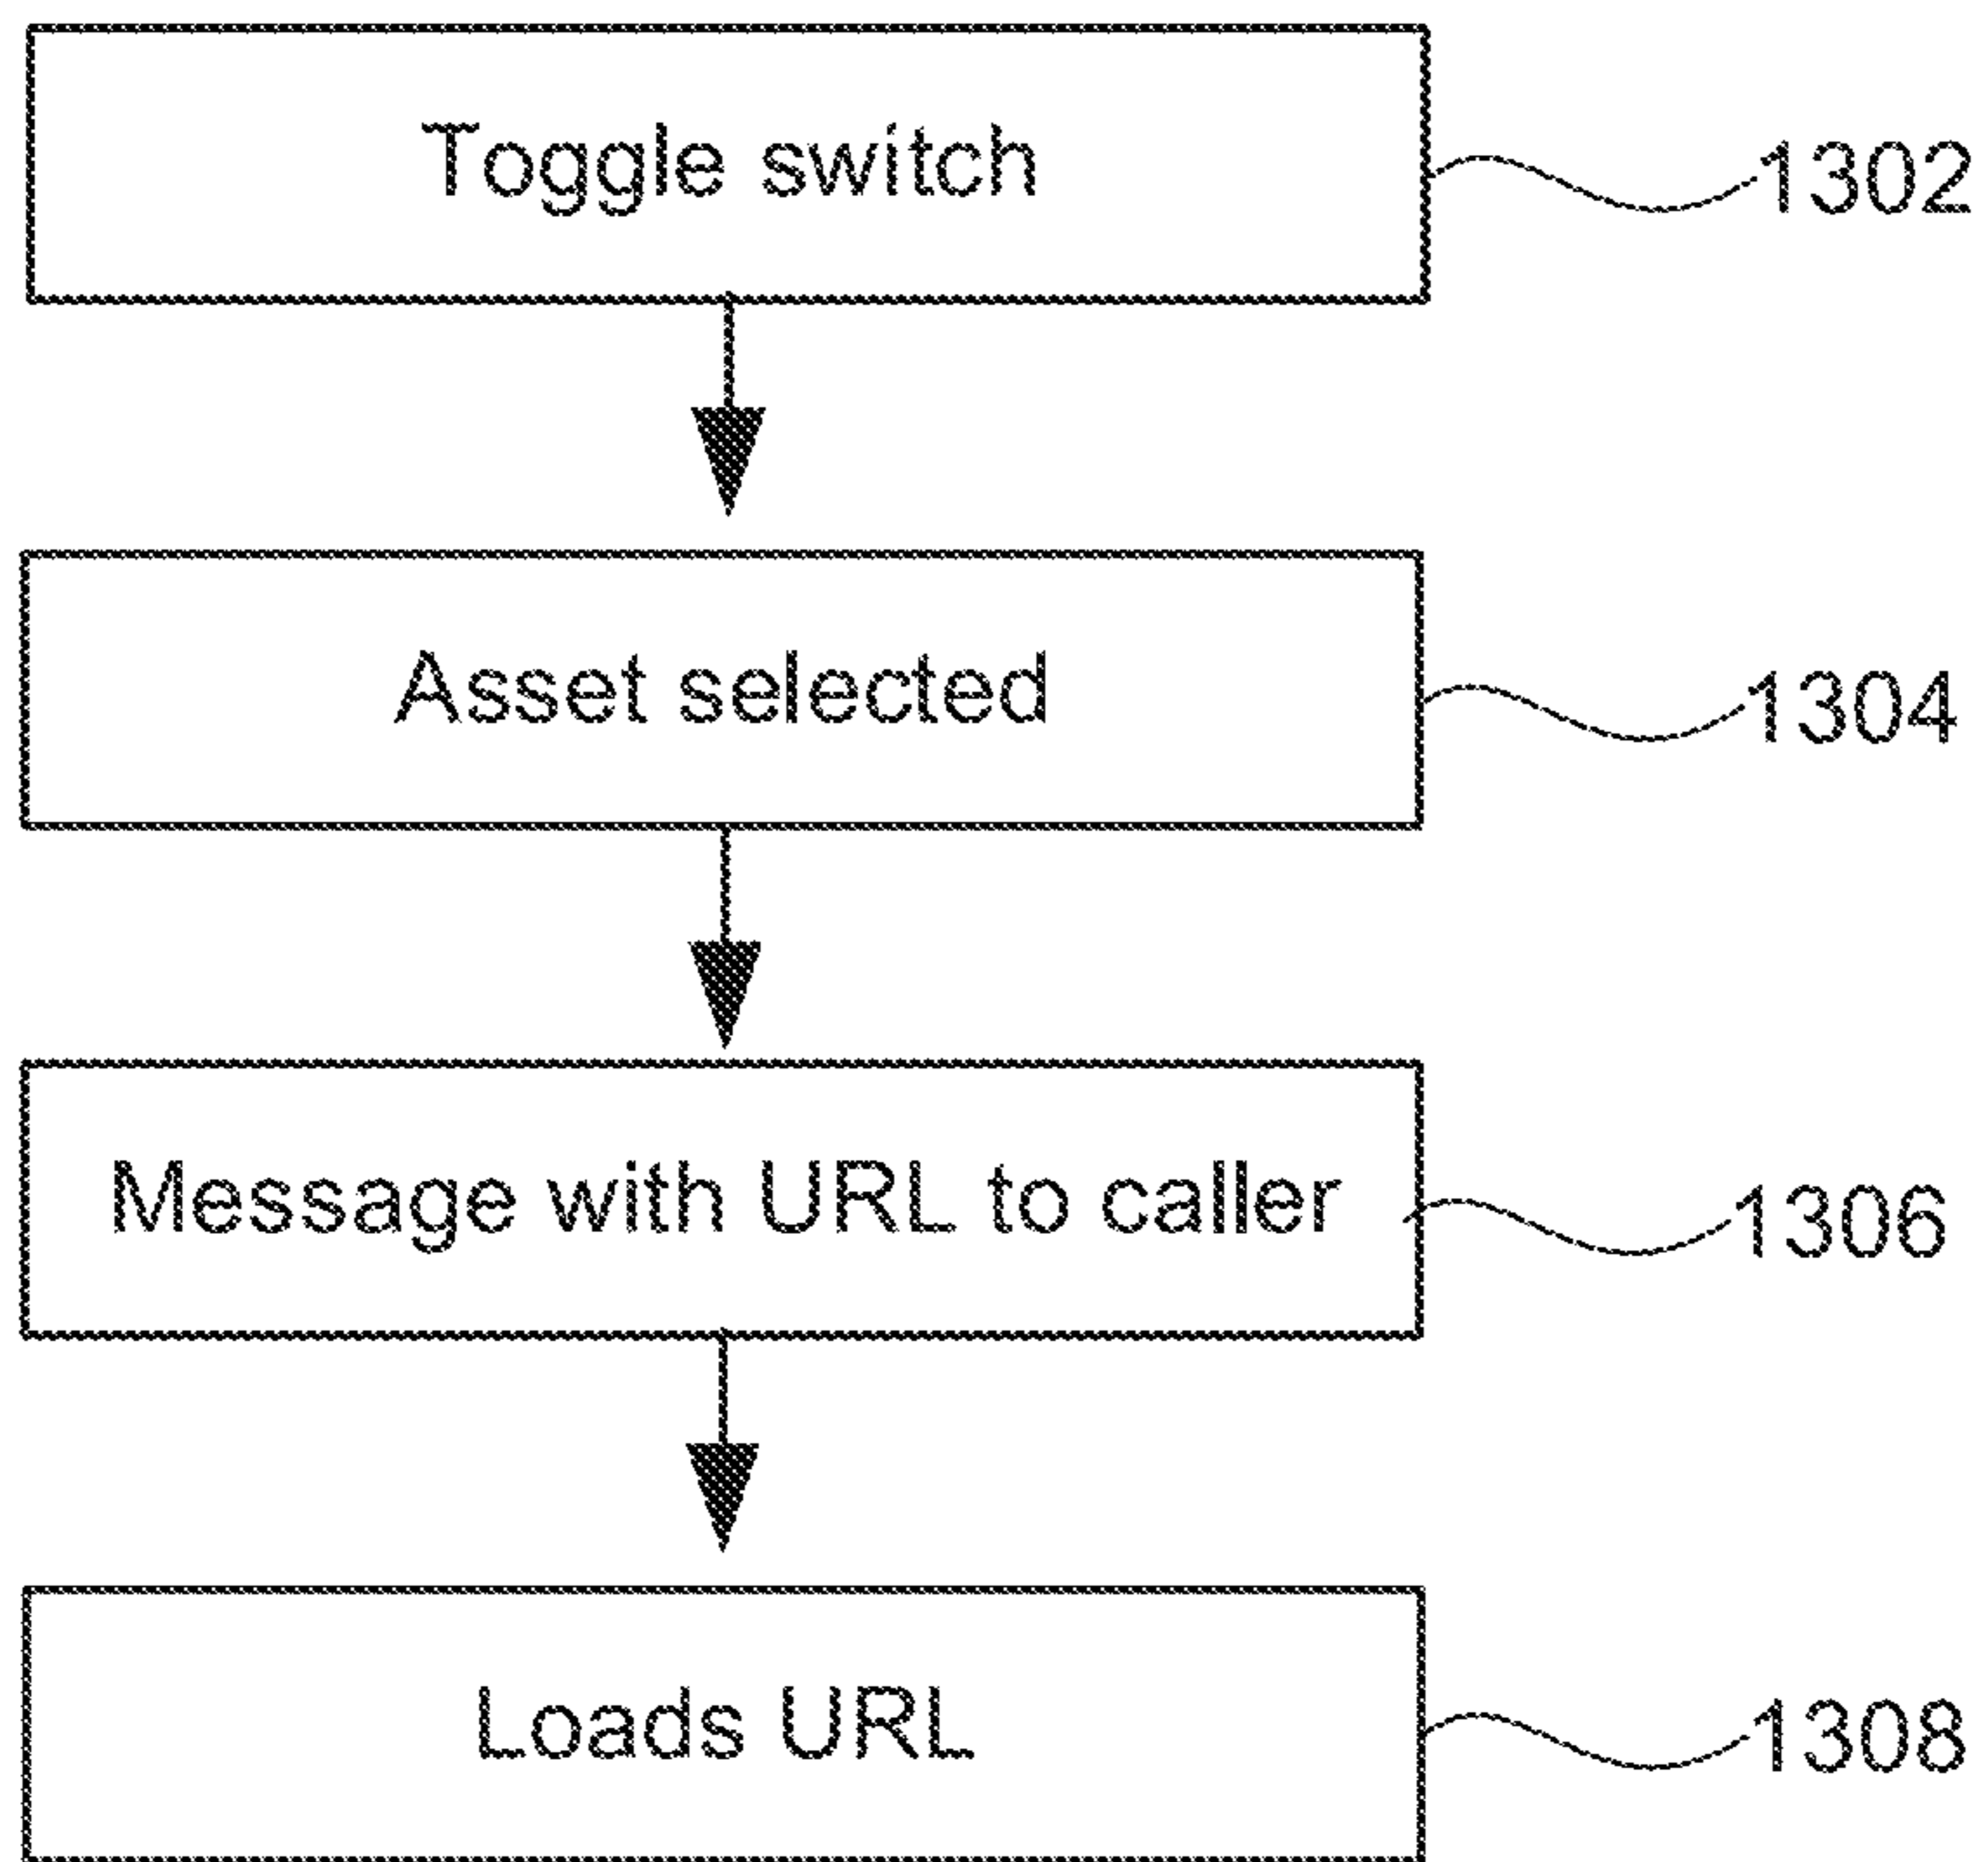 Toggle switch
1302
Asset selected
1304
Message with URL to caller
1306
Loads URL
1308